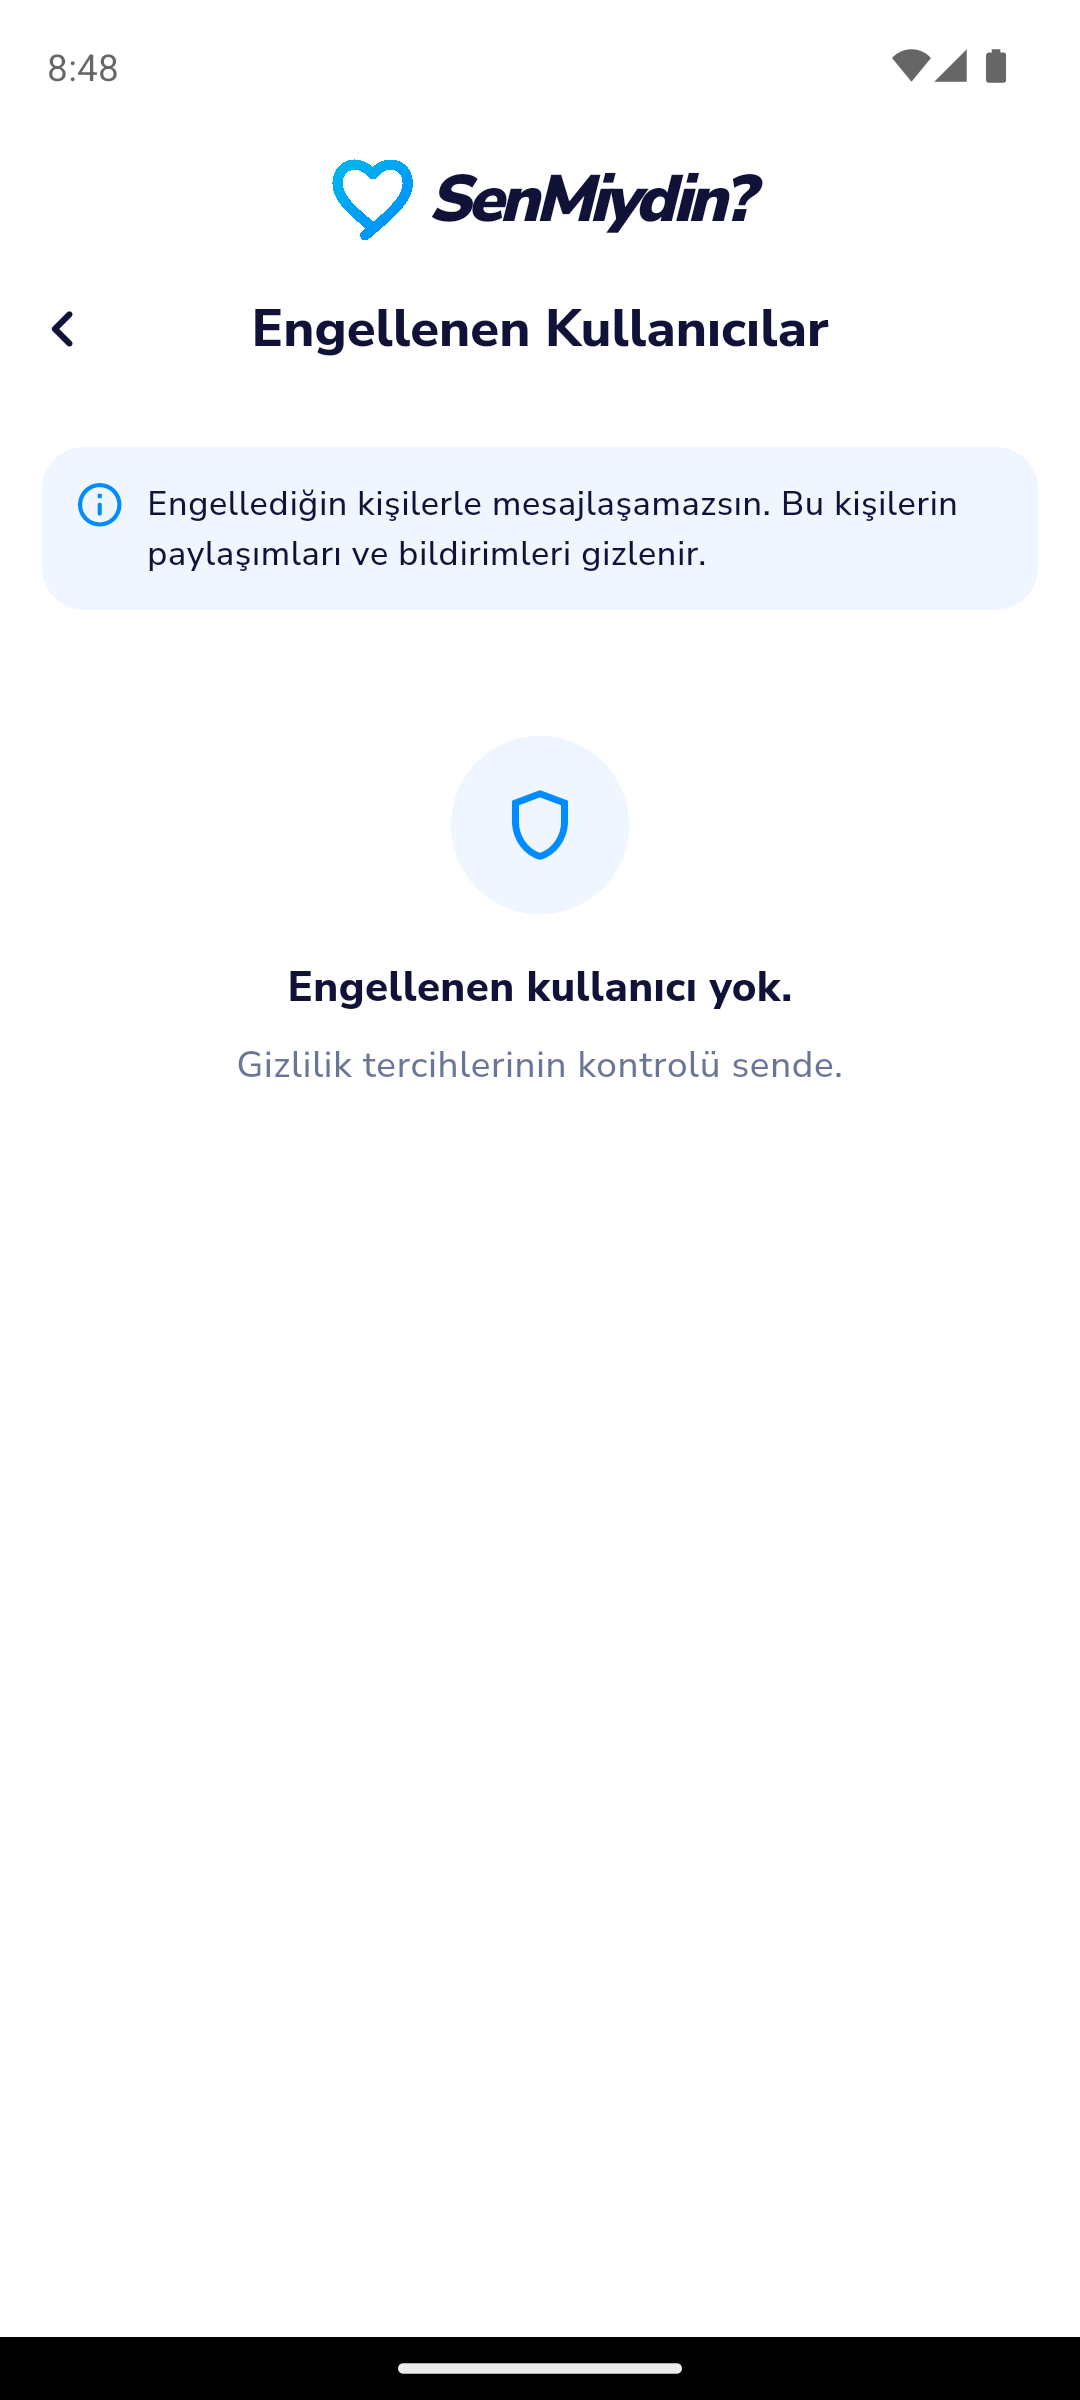 8:48
SenMiydin?
Engellenen Kullanıcılar
Engellediğin kişilerle mesajlaşamazsın. Bu kişilerin
paylaşımları ve bildirimleri gizlenir.
Engellenen kullanıcı yok.
Gizlilik tercihlerinin kontrolü sende.